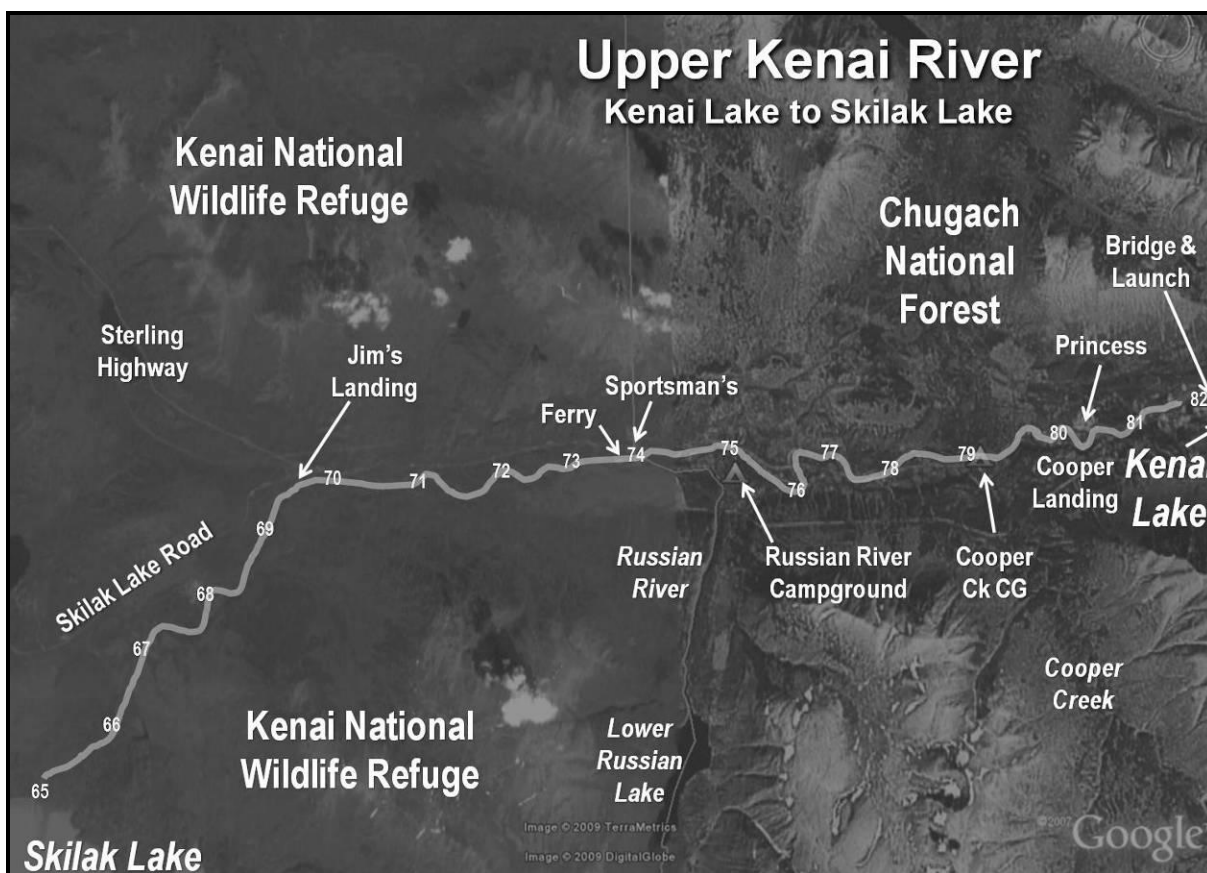 Upper Kenai River
Kenai Lake to Skilak Lake
Kenai National
Wildlife Refuge
Chugach
National
Forest
Bridge &
Launch
Sterling
Highway
Jim's
Landing
Ferry
Sportsman's
Princess
82
81
80
79
78
77
76
75
74
73
72
71
70
69
68
67
66
65
Cooper
Landing
Kenai
Lake
Skilak Lake Road
Russian
River
Russian River
Campground
Cooper
Ck CG
Cooper
Creek
Kenai National
Wildlife Refuge
Lower
Russian
Lake
Skilak Lake
Image © 2009 TerraMetrics
Image © 2009 DigitalGlobe
©2007 Google